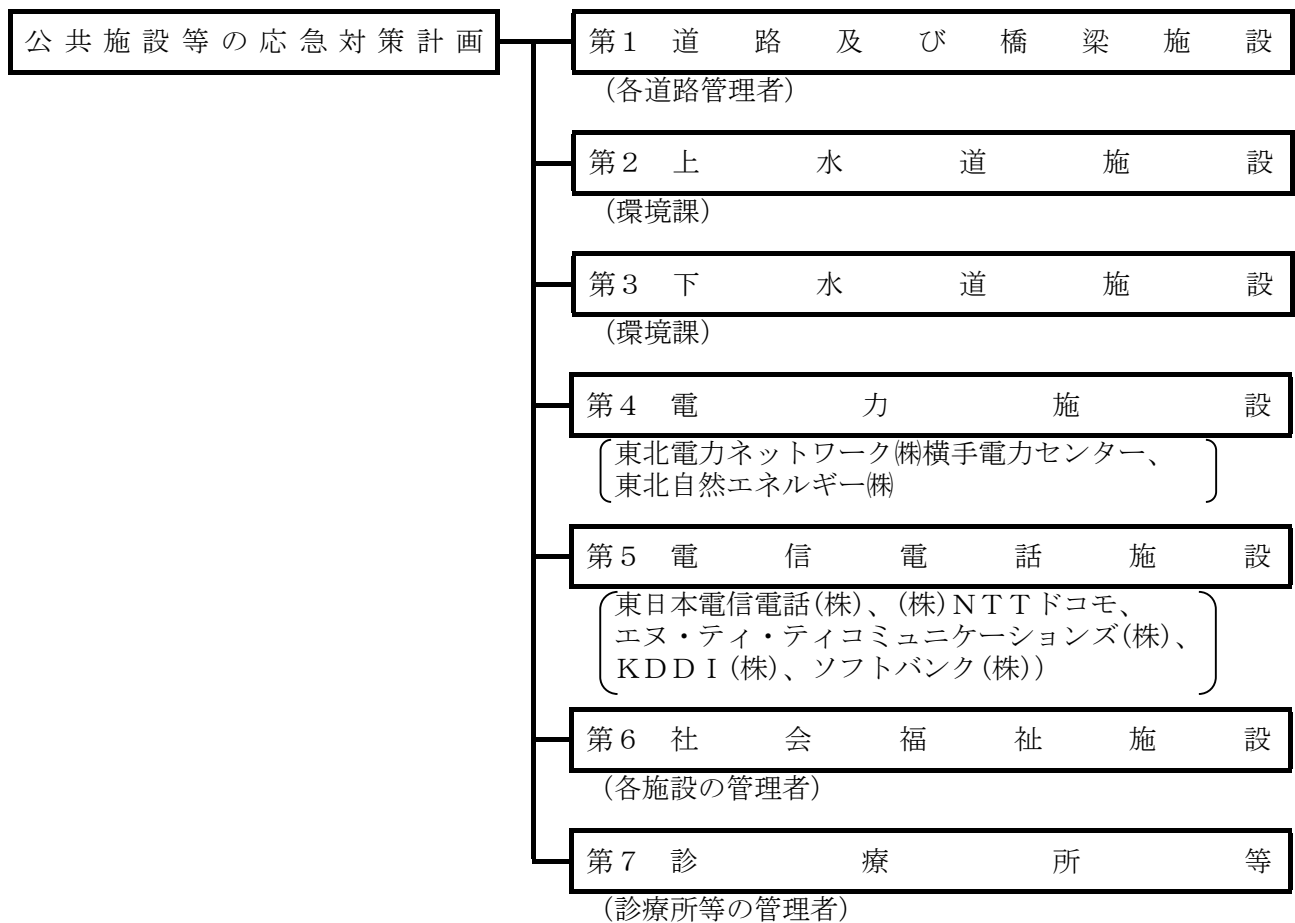 公共施設等の応急対策計画
第1 道路及び橋梁施設
(各道路管理者)
第2 上水道施設
(環境課)
第3 下水道施設
(環境課)
第4 電力施設
東北電力ネットワーク㈱横手電力センター、
東北自然エネルギー㈱
第5 電信電話施設
東日本電信電話(株)、(株)NTTドコモ、
エヌ・ティ・ティコミュニケーションズ(株)、
KDDI(株)、ソフトバンク(株))
第6 社会福祉施設
(各施設の管理者)
第7 診療所等
(診療所等の管理者)